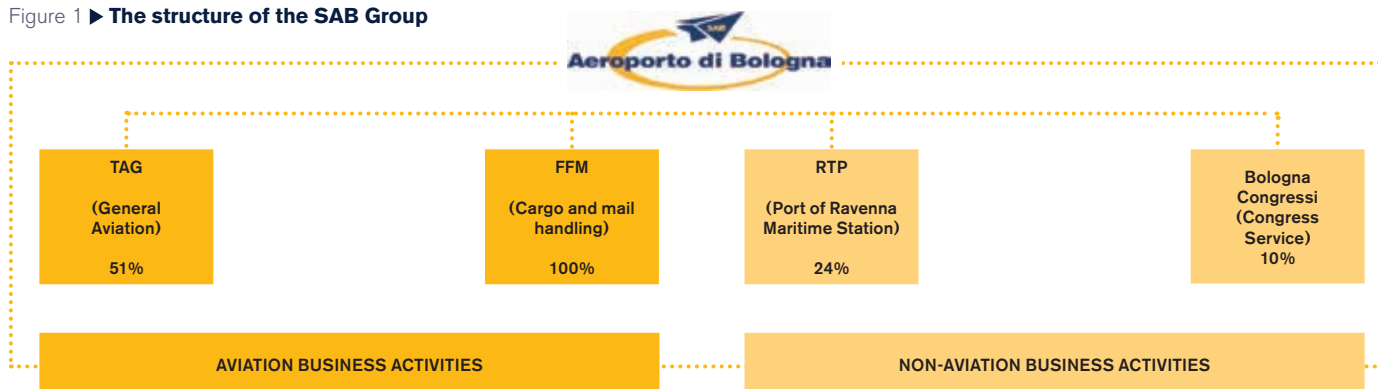 Figure 1 ▶ The structure of the SAB Group
SAB
Aeroporto di Bologna
TAG
(General
Aviation)
51%
FFM
(Cargo and mail
handling)
100%
RTP
(Port of Ravenna
Maritime Station)
24%
Bologna
Congressi
(Congress
Service)
10%
AVIATION BUSINESS ACTIVITIES
NON-AVIATION BUSINESS ACTIVITIES